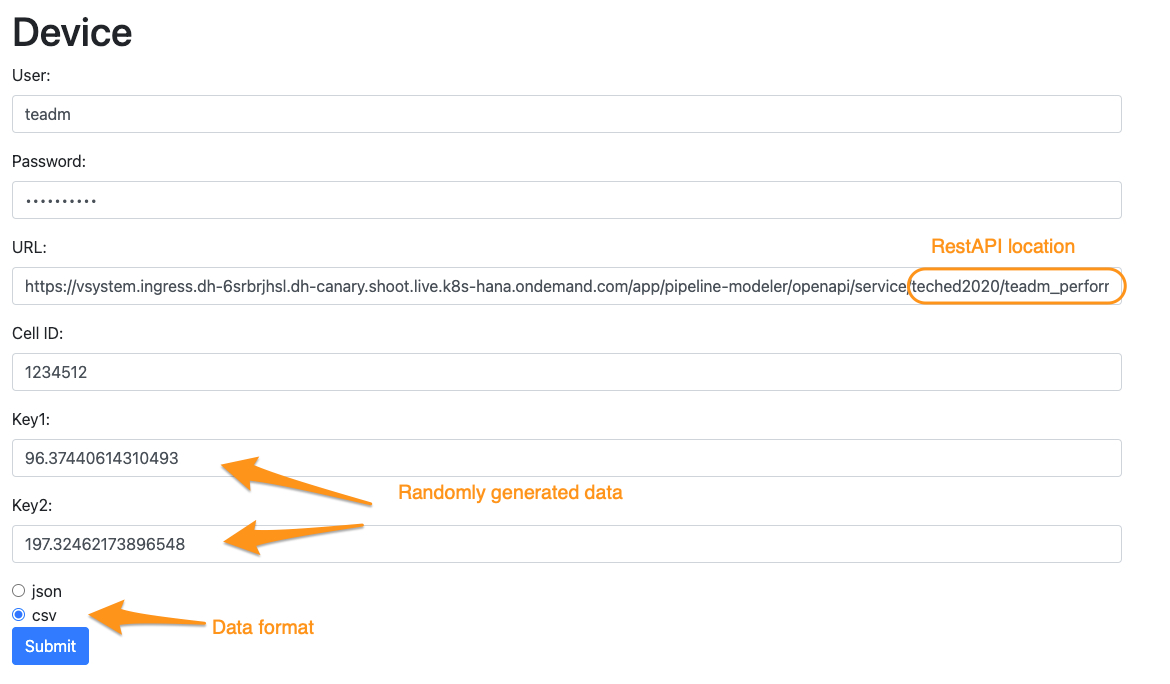 Device
User:
teadm
Password:
••••••••••
URL:
RestAPI location
https://vsystem.ingress.dh-6srbrjhsl.dh-canary.shoot.live.k8s-hana.ondemand.com/app/pipeline-modeler/openapi/service/teched2020/teadm_perforr
Cell ID:
1234512
Key1:
96.37440614310493
Randomly generated data
Key2:
197.32462173896548
json
csv
Data format
Submit